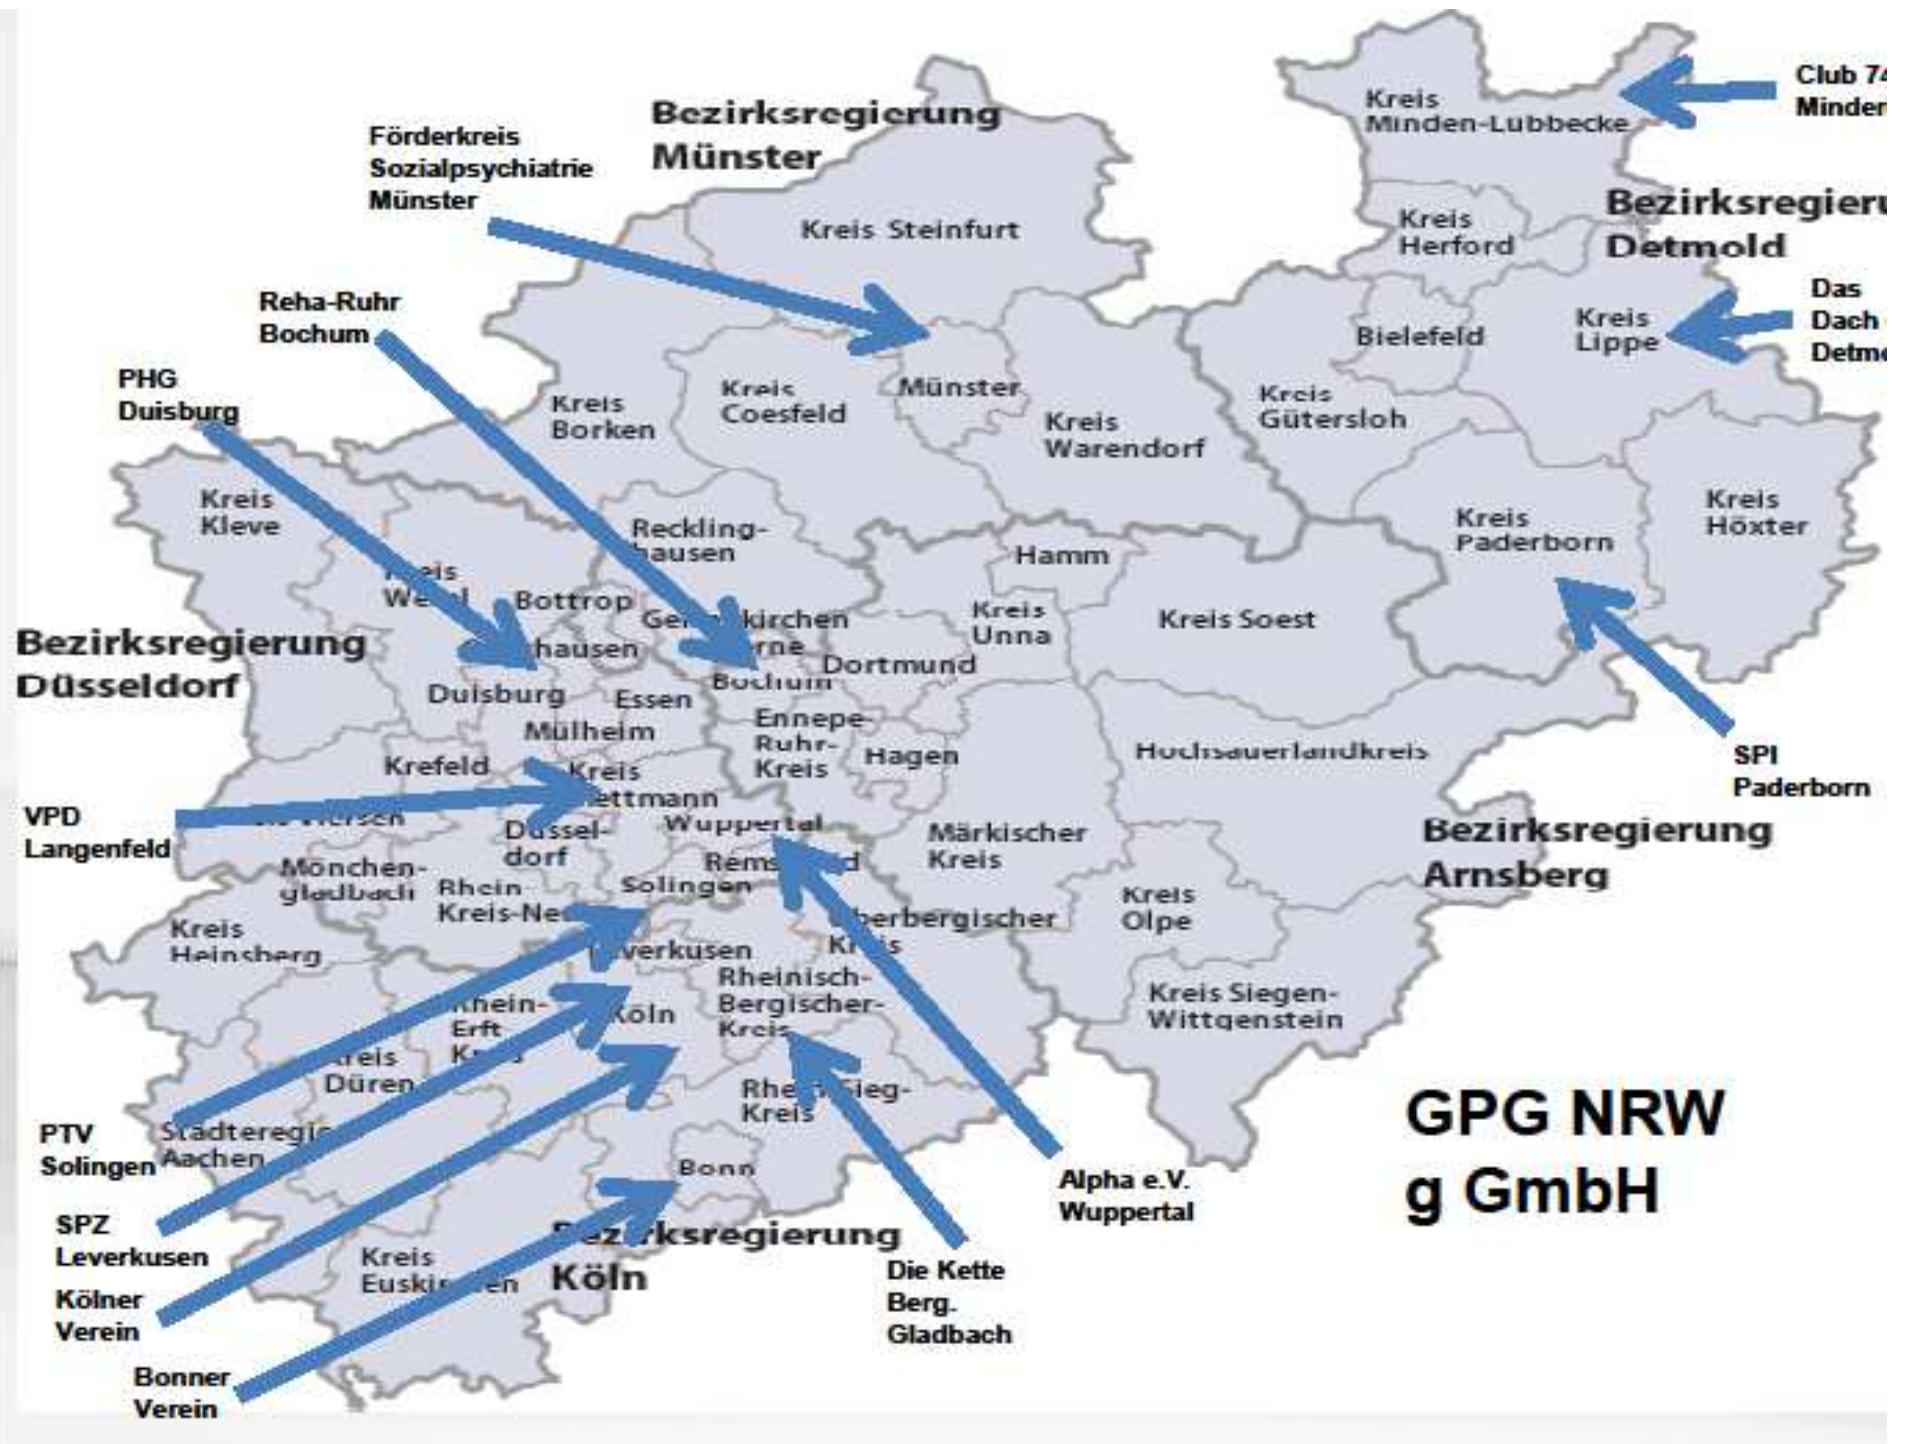 Club 74
Minden
Kreis
Minden-Lübbecke
Bezirksregierung
Münster
Förderkreis
Sozialpsychiatrie
Münster
Kreis Steinfurt
Kreis
Herford
Detmold
Reha-Ruhr
Bochum
Das
Dach
Kreis
Lippe
Bielefeld
PHG
Duisburg
Kreis
Borken
Kreis
Coesfeld
Münster
Kreis
Warendorf
Kreis
Gütersloh
Kreis
Kleve
Reckling-
hausen
Hamm
Kreis
Paderborn
Kreis
Höxter
Bottrop
Kreis
Unna
Kreis Soest
Bezirksregierung
Düsseldorf
hausen
Dortmund
Duisburg
Essen
Bochum
Mülheim
Ennepe-
Ruhr-
Kreis
Hagen
Hochsauerlandkreis
SPI
Paderborn
Krefeld
Kreis
VPD
Langenfeld
Wuppertal
Düssel-
dorf
Märkischer
Kreis
Bezirksregierung
Arnsberg
Mönchen-
gladbach
Rhein
Solingen
Kreis
Olpe
Kreis
Heinsberg
Rheinisch-
Bergischer-
Kreis
Kreis Siegen-
Wittgenstein
Rhein-
Erft
Köln
Kreis
Düren
Kreis
PTV
Solingen
Aachen
Bonn
GPG NRW
g GmbH
Alpha e.V.
Wuppertal
SPZ
Leverkusen
Bezirksregierung
Köln
Kreis
Die Kette
Berg.
Gladbach
Kölner
Verein
Bonner
Verein